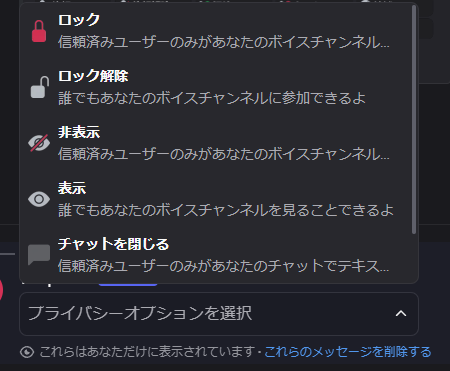 ロック
信頼済みユーザーのみがあなたのボイスチャンネル...
ロック解除
誰でもあなたのボイスチャンネルに参加できるよ
非表示
信頼済みユーザーのみがあなたのボイスチャンネル...
表示
誰でもあなたのボイスチャンネルを見ることできるよ
チャットを閉じる
信頼済みユーザーのみがあなたのチャットでテキス...
プライバシーオプションを選択
これらはあなただけに表示されています・これらのメッセージを削除する